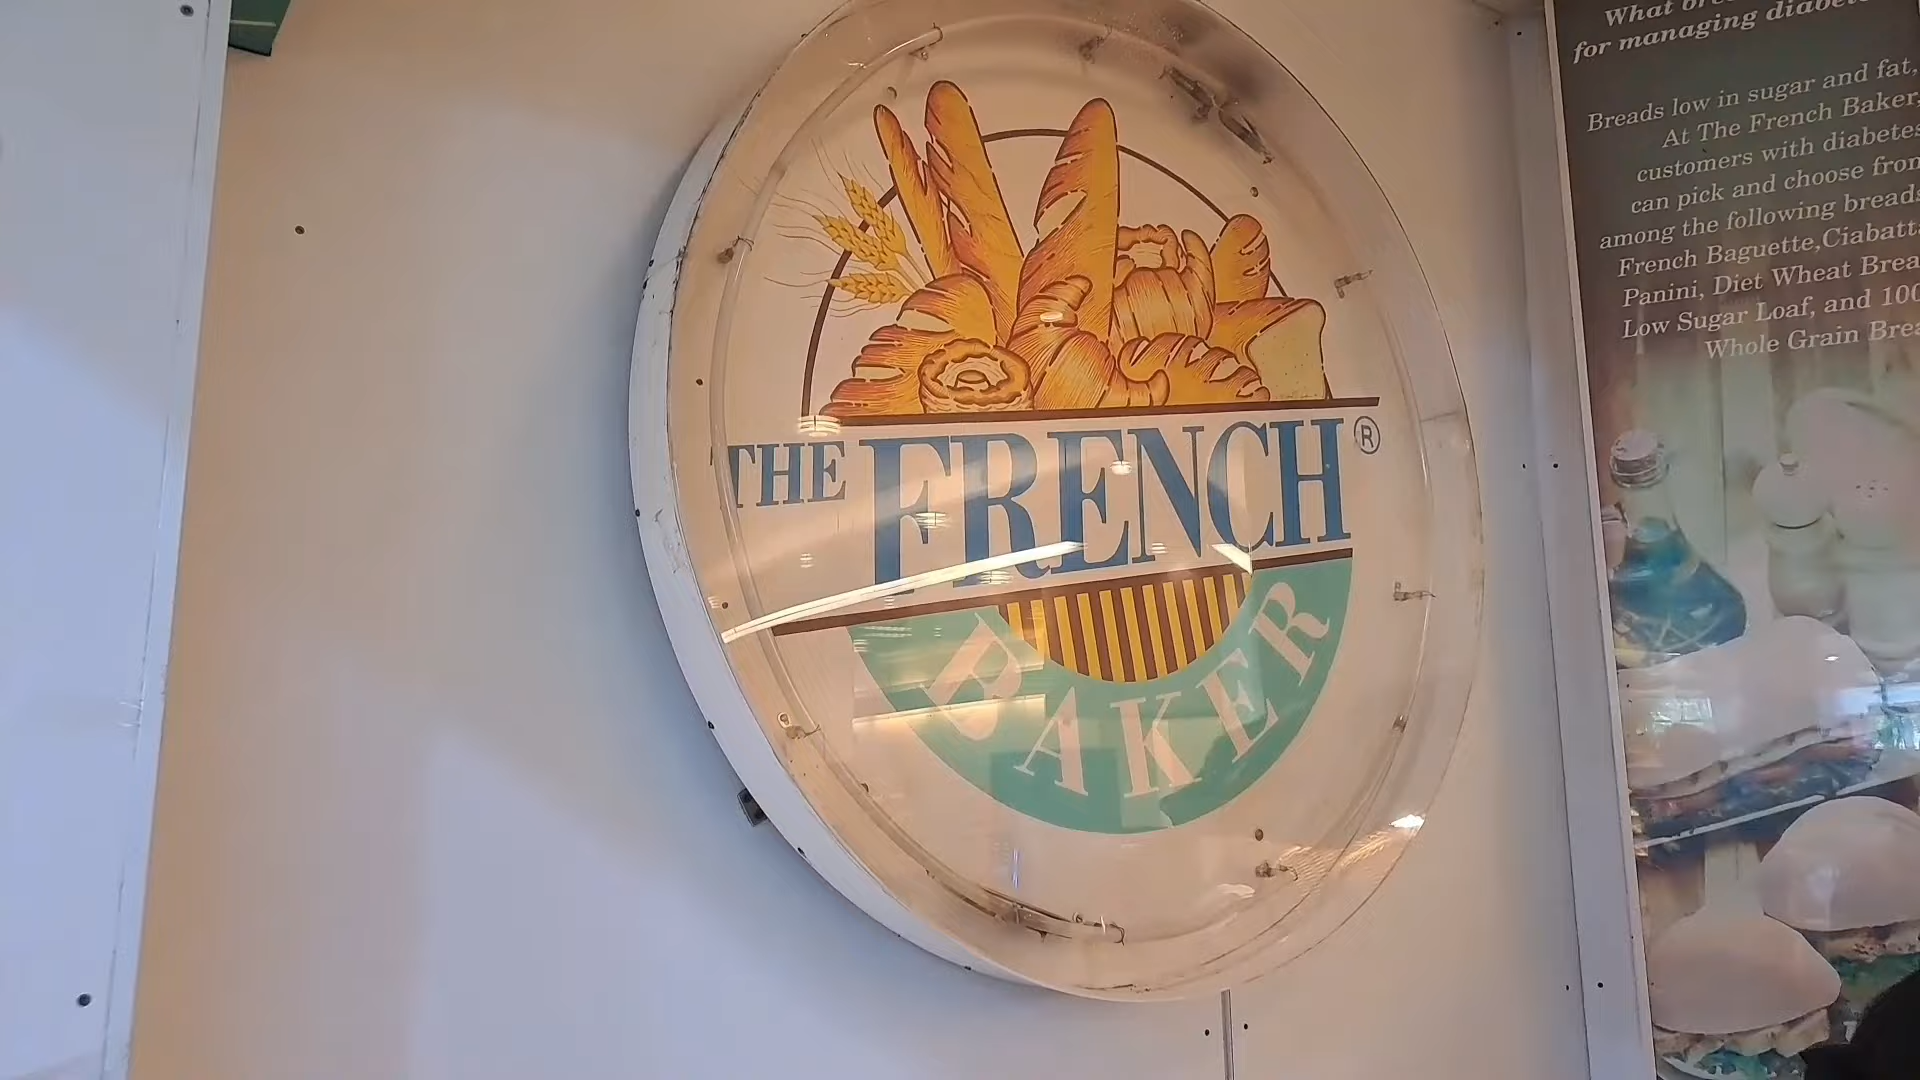 THE FRENCH®
BAKER
for managing
Breads low in sugar and fat,
At The French Baker,
customers with diabetes
can pick and choose from
among the following breads
French Baguette, Ciabatta
Panini, Diet Wheat Brea
Low Sugar Loaf, and 100
Whole Grain Brea